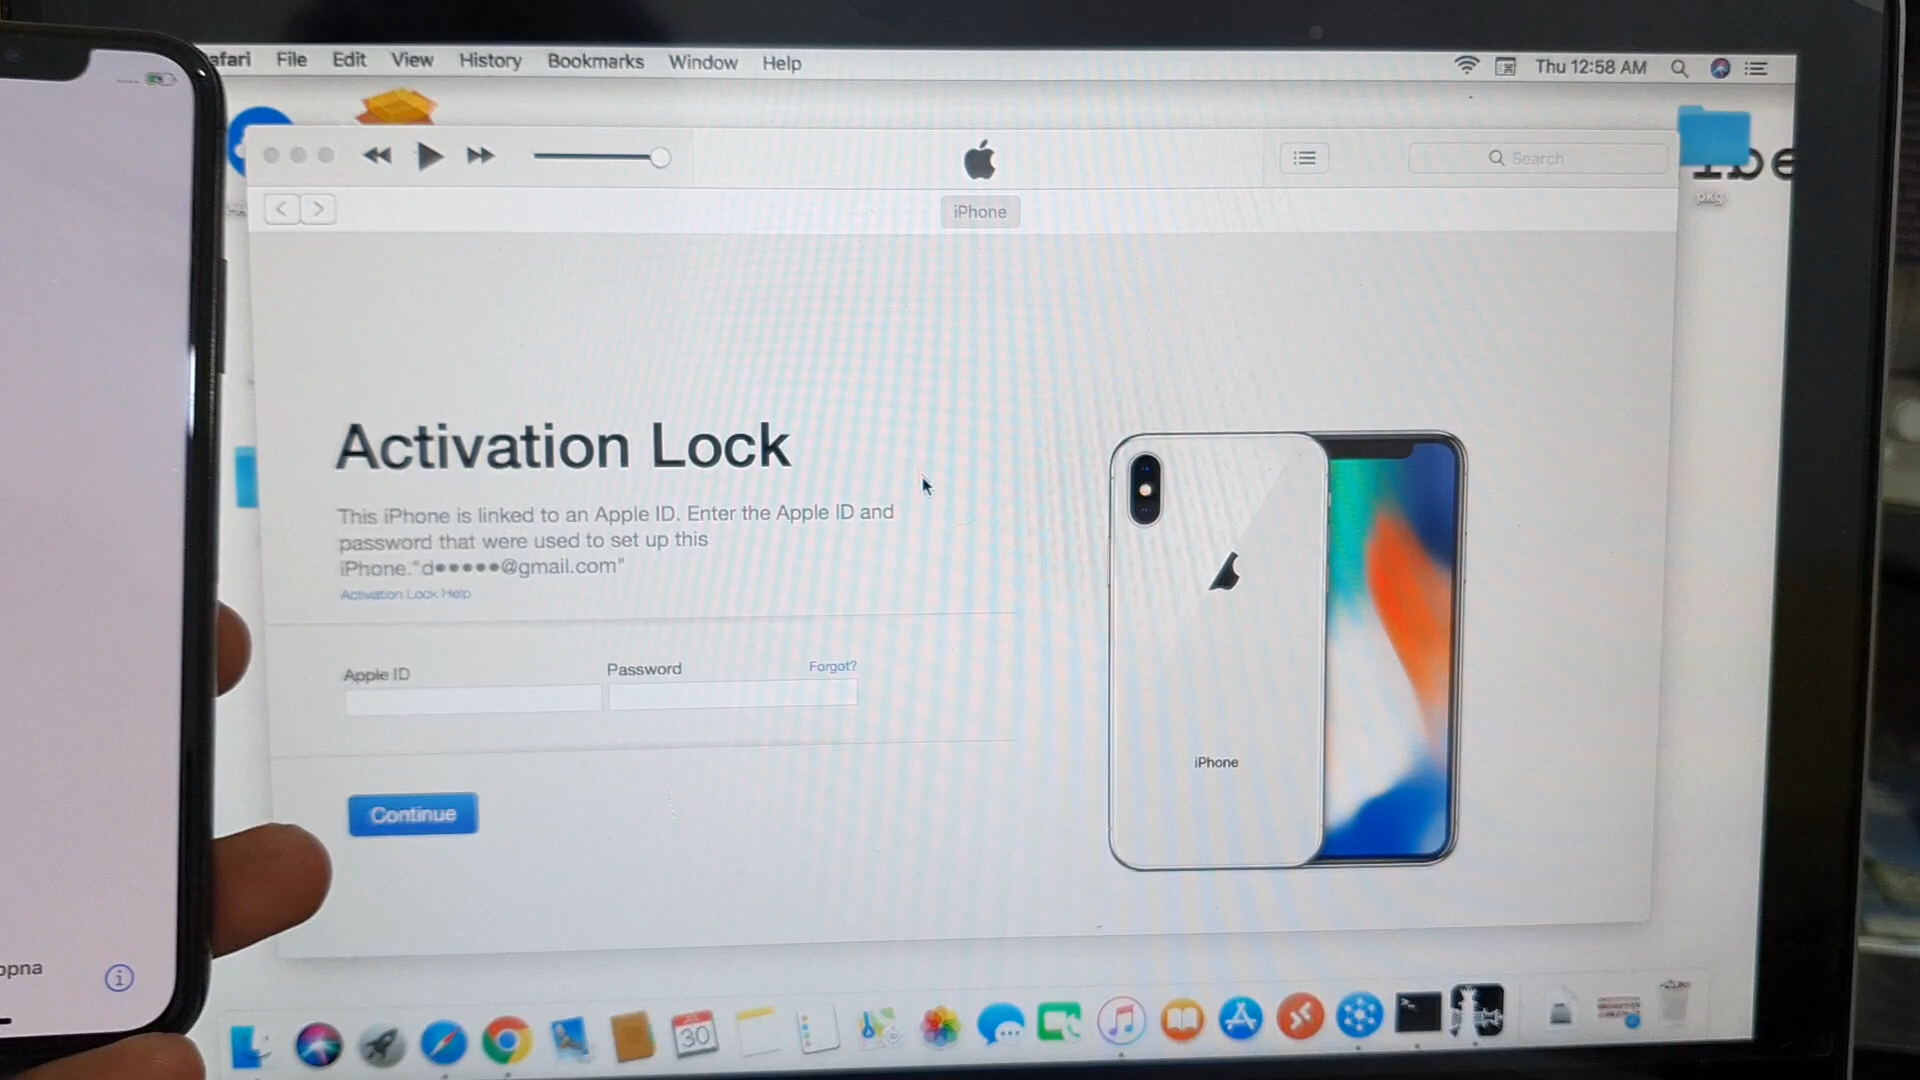 afari File Edit View History Bookmarks Window Help Thu 12:58 AM
Search
pkg
iPhone
Activation Lock
This iPhone is linked to an Apple ID. Enter the Apple ID and
password that were used to set up this
iPhone."d●●●●●@gmail.com"
Activation Lock Help
Apple ID Password Forgot?
iPhone
Continue
opna
30